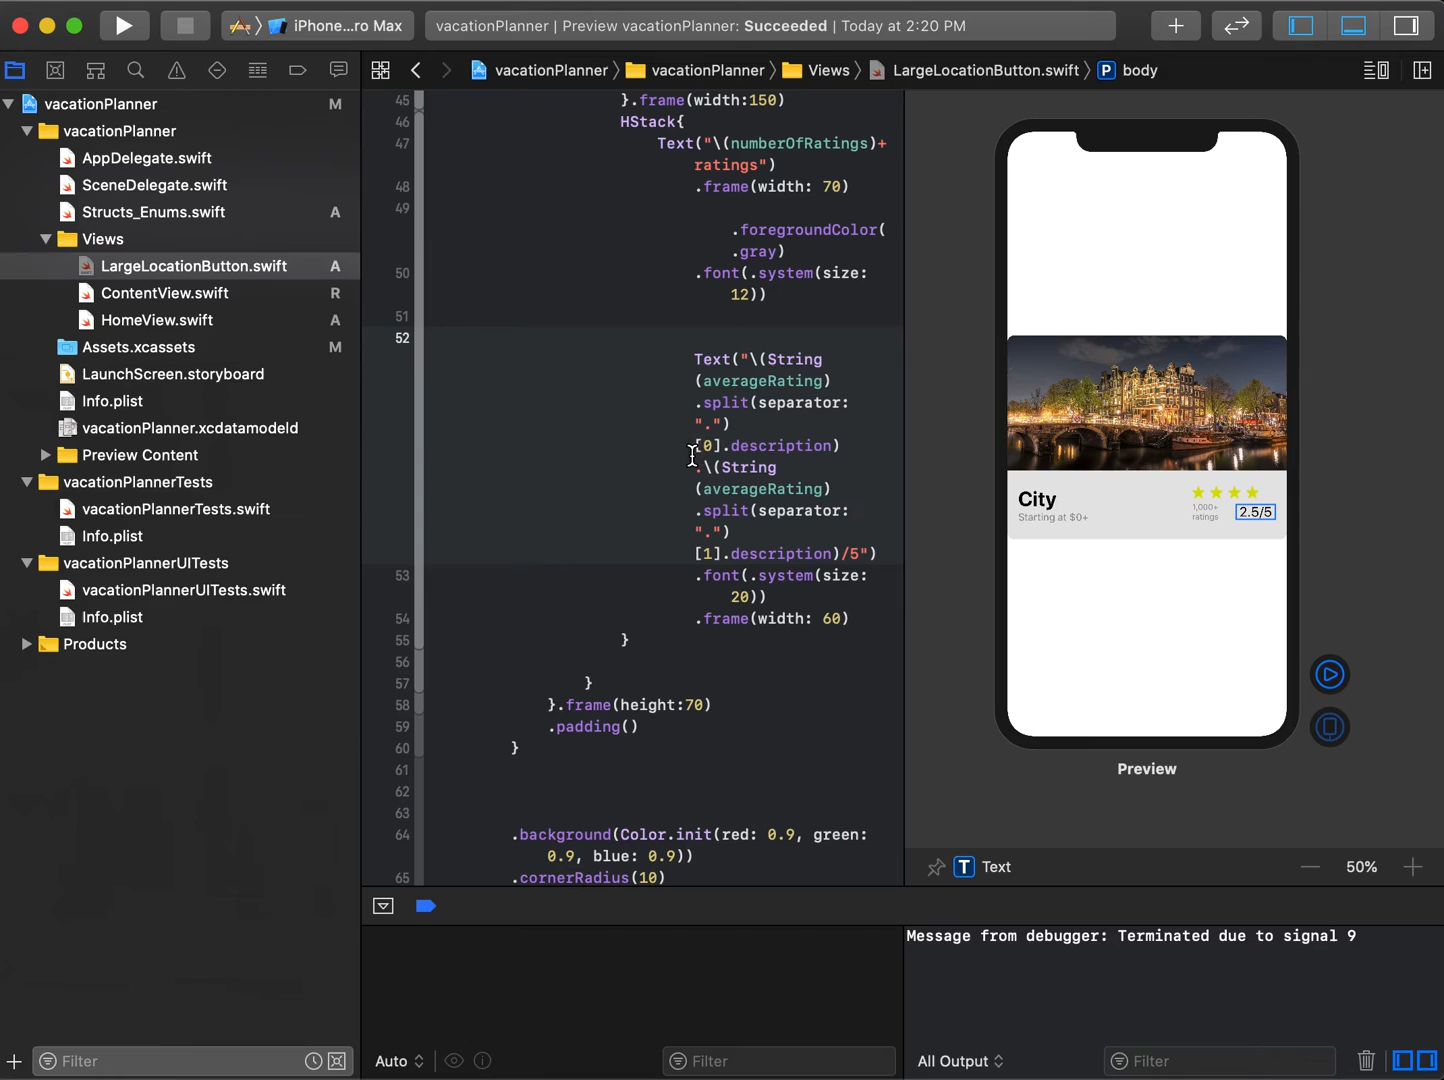 iPhone...ro Max
vacationPlanner | Preview vacationPlanner: Succeeded | Today at 2:20 PM
vacationPlanner
vacationPlanner
Views
LargeLocationButton.swift
P body
vacationPlanner M
vacationPlanner
AppDelegate.swift
SceneDelegate.swift
Structs_Enums.swift A
Views
LargeLocationButton.swift A
ContentView.swift R
HomeView.swift A
Assets.xcassets M
LaunchScreen.storyboard
Info.plist
vacationPlanner.xcdatamodeld
Preview Content
vacationPlannerTests
vacationPlannerTests.swift
Info.plist
vacationPlannerUITests
vacationPlannerUITests.swift
Info.plist
Products
Filter
45 }.frame(width:150)
46 HStack{
47 Text("\(numberOfRatings)+
ratings")
48 .frame(width: 70)
49
.foregroundColor(
.gray)
50 .font(.system(size:
12))
51
52
Text("\(String
(averageRating)
.split(separator:
".")
[0].description)
.\(String
(averageRating)
.split(separator:
".")
[1].description)/5")
53 .font(.system(size:
20))
54 .frame(width: 60)
55 }
56
57 }
58 }.frame(height:70)
59 .padding()
60 }
61
62
63
64 .background(Color.init(red: 0.9, green:
0.9, blue: 0.9))
65 .cornerRadius(10)
City
Starting at $0+
1,000+
ratings
2.5/5
Preview
T Text
50%
Message from debugger: Terminated due to signal 9
Auto
Filter
All Output
Filter